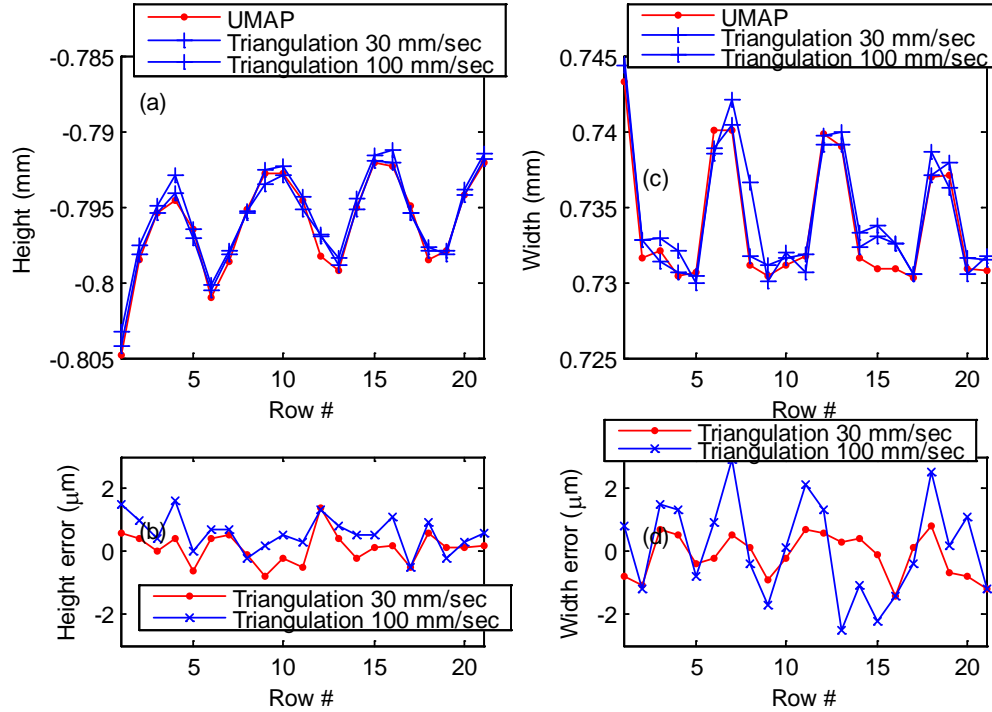 UMAP
Triangulation 30 mm/sec
Triangulation 100 mm/sec
(a)
-0.785
-0.79
-0.795
-0.8
-0.805
Height (mm)
5 10 15 20
Row #
UMAP
Triangulation 30 mm/sec
Triangulation 100 mm/sec
(c)
0.745
0.74
0.735
0.73
0.725
Width (mm)
5 10 15 20
Row #
(b)
2
0
-2
Height error (μm)
Triangulation 30 mm/sec
Triangulation 100 mm/sec
5 10 15 20
Row #
Triangulation 30 mm/sec
Triangulation 100 mm/sec
(d)
2
0
-2
Width error (μm)
5 10 15 20
Row #